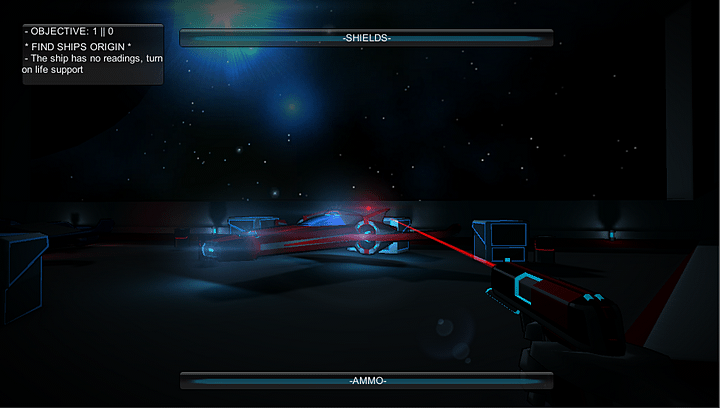 - OBJECTIVE: 1 || 0
* FIND SHIPS ORIGIN *
- The ship has no readings, turn
on life support
-SHIELDS-
-AMMO-